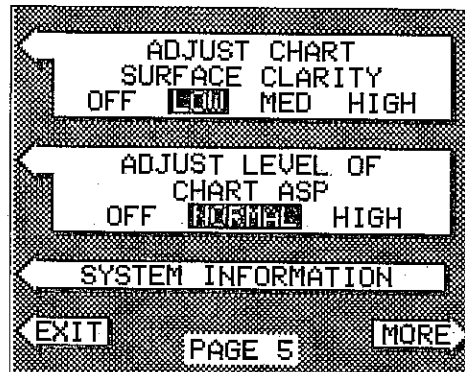 ADJUST CHART
SURFACE CLARITY
OFF LOW MED HIGH
ADJUST LEVEL OF
CHART ASP
OFF NORMAL HIGH
SYSTEM INFORMATION
EXIT PAGE 5 MORE